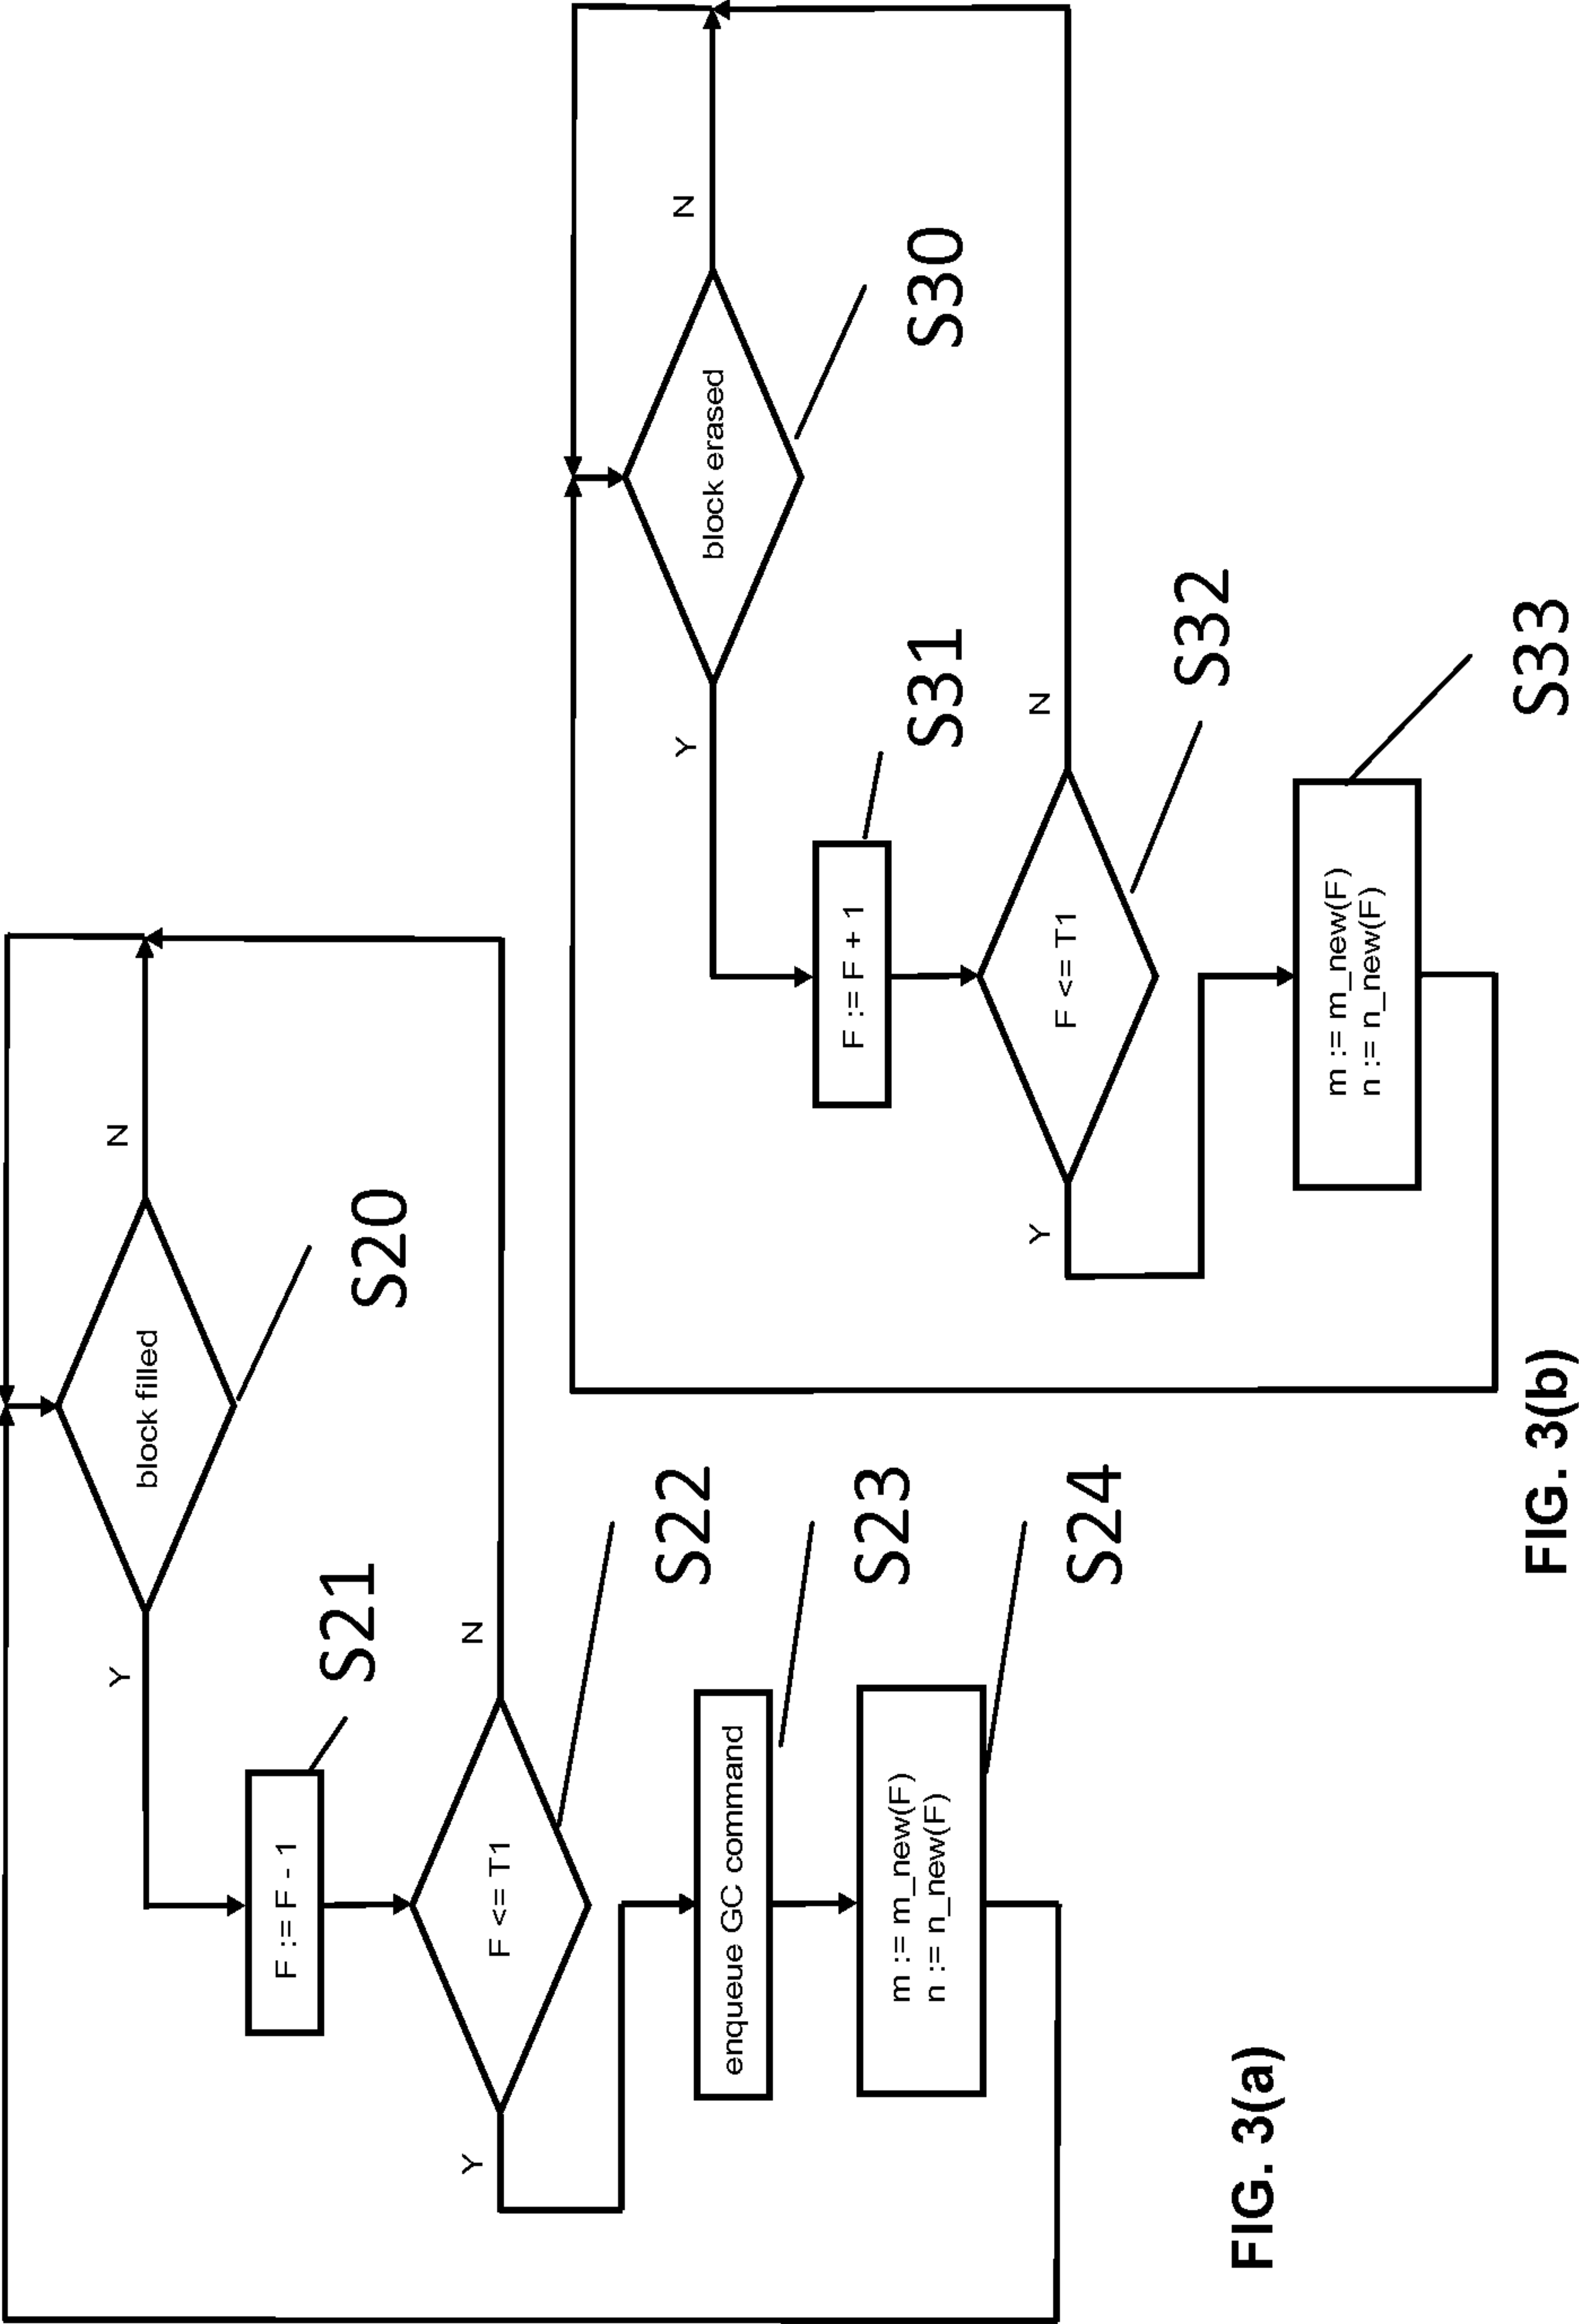 block filled
N
Y
S20
F := F - 1
S21
F <= T1
N
Y
S22
enqueue GC command
S23
m := m_new(F)
n := n_new(F)
S24
FIG. 3(a)
block erased
N
Y
S30
F := F + 1
S31
F <= T1
N
Y
S32
m := m_new(F)
n := n_new(F)
S33
FIG. 3(b)